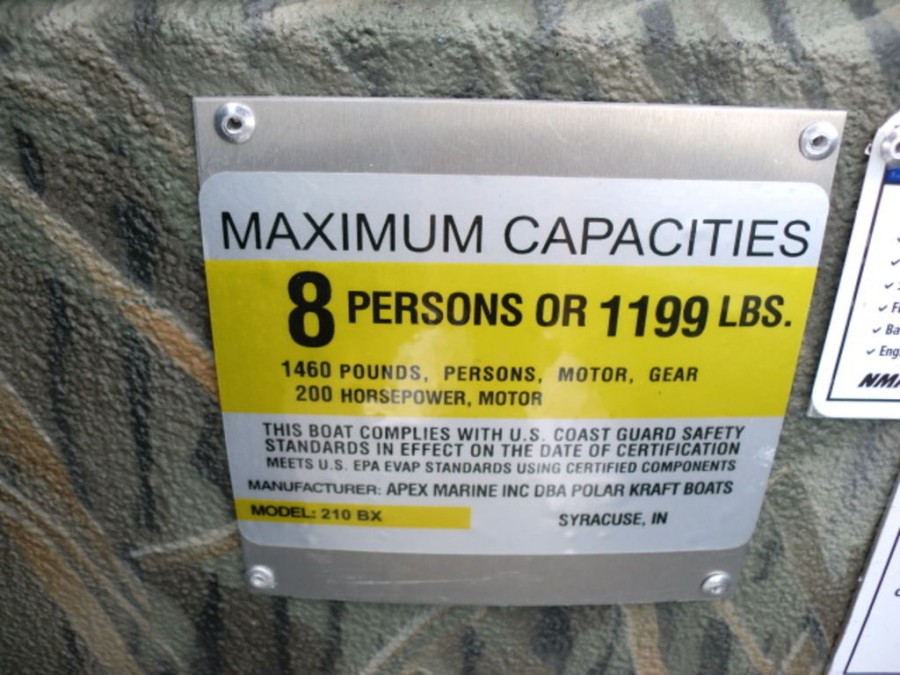 MAXIMUM CAPACITIES
8 PERSONS OR 1199 LBS.
1460 POUNDS, PERSONS, MOTOR, GEAR
200 HORSEPOWER, MOTOR
THIS BOAT COMPLIES WITH U.S. COAST GUARD SAFETY
STANDARDS IN EFFECT ON THE DATE OF CERTIFICATION
MEETS U.S. EPA EVAP STANDARDS USING CERTIFIED COMPONENTS
MANUFACTURER: APEX MARINE INC DBA POLAR KRAFT BOATS
MODEL: 210 BX SYRACUSE, IN